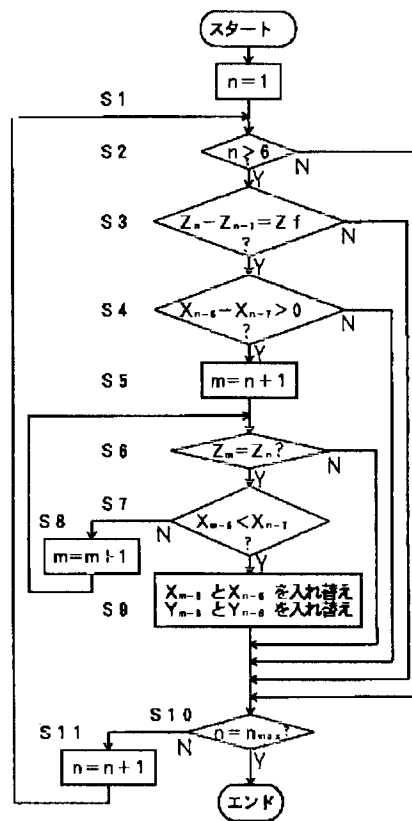 スタート
n=1
S1
S2
n>6
?
N
Y
S3
Zn−Zn-1=Zf
?
N
Y
S4
Xn-6−Xn-7>0
?
N
Y
S5
m=n+1
S6
Zm=Zn?
N
Y
S7
Xm-6<Xn-7
?
N
Y
S8
m=m+1
S9
Xm-6とXn-6を入れ替え
Ym-6とYn-6を入れ替え
S10
n=nmax?
N
Y
S11
n=n+1
エンド